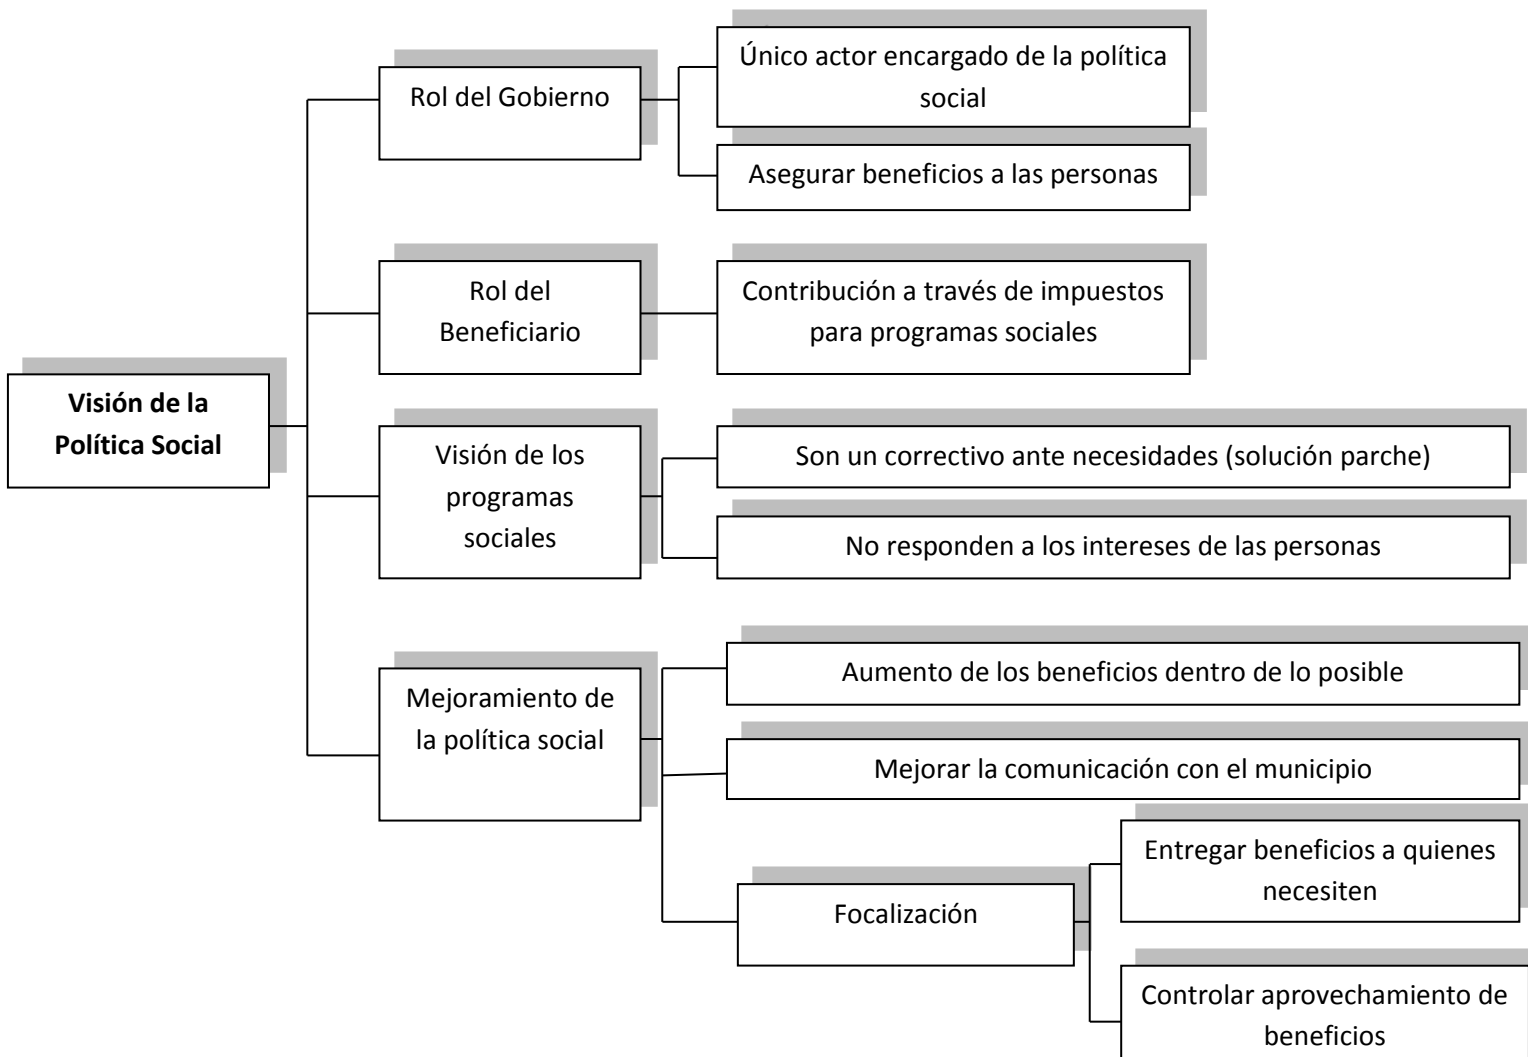 Visión de la
Política Social
Rol del Gobierno
Único actor encargado de la política
social
Asegurar beneficios a las personas
Rol del
Beneficiario
Contribución a través de impuestos
para programas sociales
Visión de los
programas
sociales
Son un correctivo ante necesidades (solución parche)
No responden a los intereses de las personas
Mejoramiento de
la política social
Aumento de los beneficios dentro de lo posible
Mejorar la comunicación con el municipio
Focalización
Entregar beneficios a quienes
necesiten
Controlar aprovechamiento de
beneficios